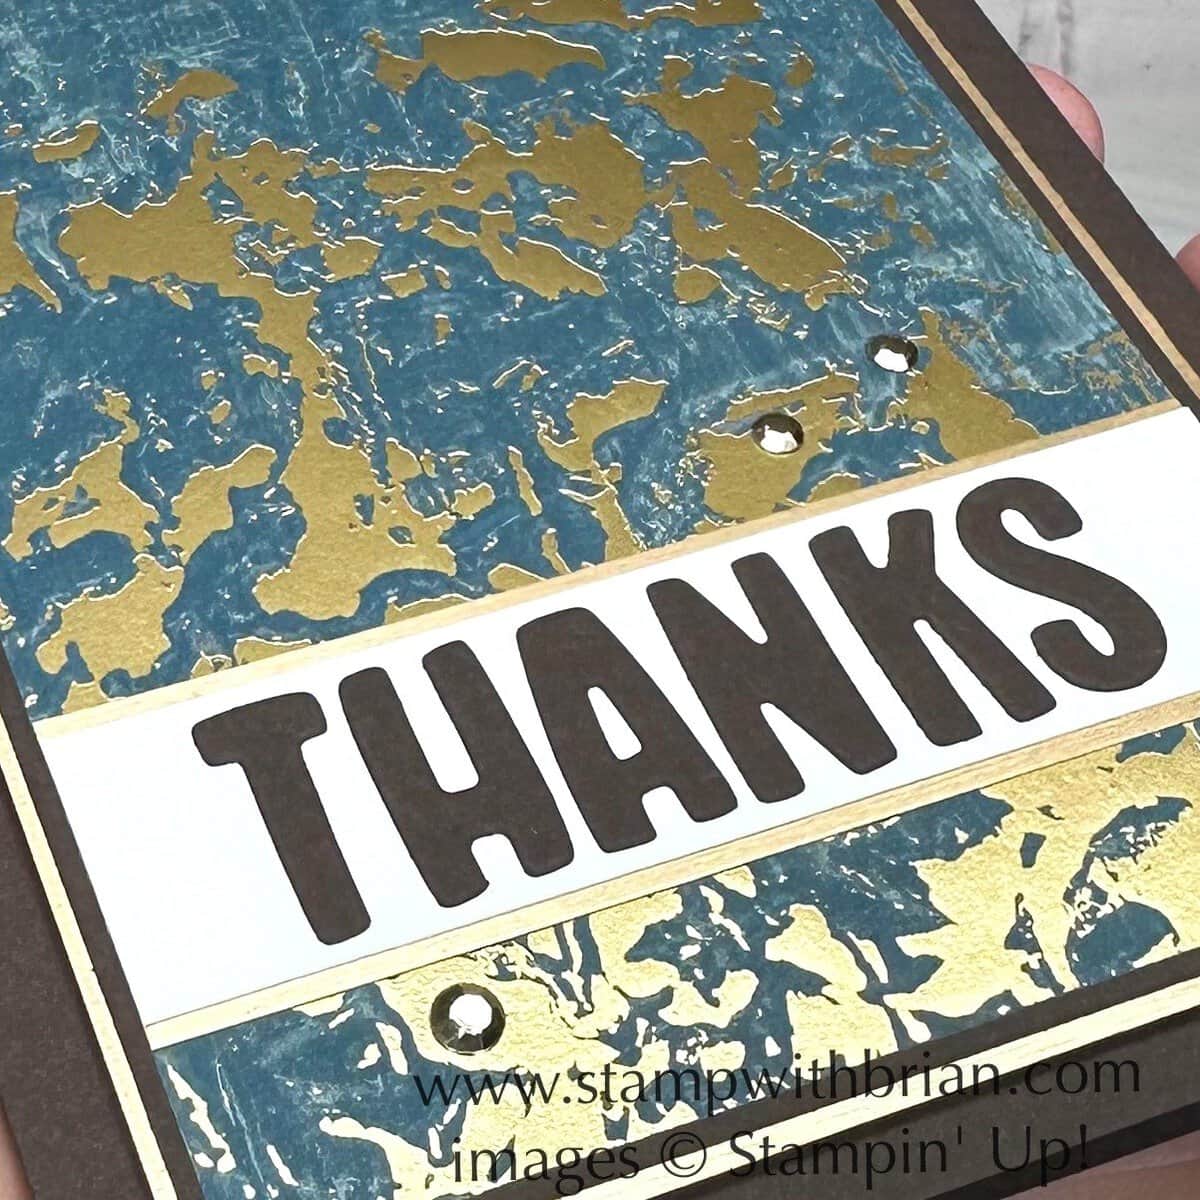 THANKS
www.stampwithbrian.com
images © Stampin' Up!